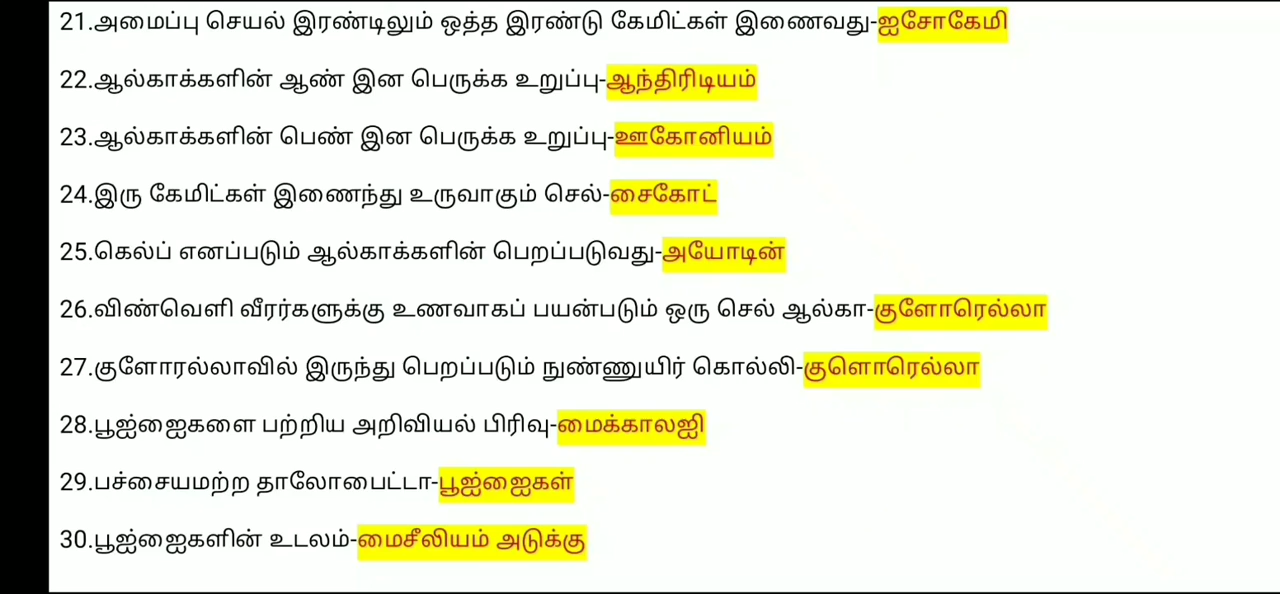 21.அமைப்பு செயல் இரண்டிலும் ஒத்த இரண்டு கேமிட்கள் இணைவது-ஐசோகேமி
22.ஆல்காக்களின் ஆண் இன பெருக்க உறுப்பு-ஆந்திரிடியம்
23.ஆல்காக்களின் பெண் இன பெருக்க உறுப்பு-ஊகோனியம்
24.இரு கேமிட்கள் இணைந்து உருவாகும் செல்-சைகோட்
25.கெல்ப் எனப்படும் ஆல்காக்களின் பெறப்படுவது-அயோடின்
26.விண்வெளி வீரர்களுக்கு உணவாகப் பயன்படும் ஒரு செல் ஆல்கா-குளோரெல்லா
27.குளோரல்லாவில் இருந்து பெறப்படும் நுண்ணுயிர் கொல்லி-குளொரெல்லா
28.பூஐ்ஐைகளை பற்றிய அறிவியல் பிரிவு-மைக்காலஐி
29.பச்சையமற்ற தாலோபைட்டா-பூஐ்ஐைகள்
30.பூஐ்ஐைகளின் உடலம்-மைசீலியம் அடுக்கு